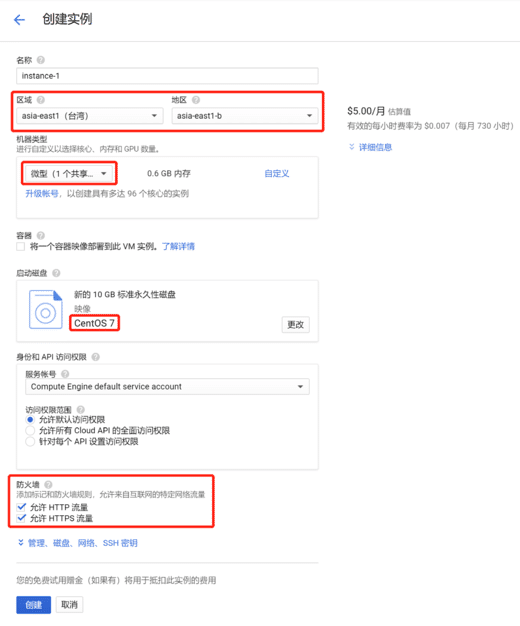 创建实例
名称
instance-1
区域
地区
asia-east1（台湾）
asia-east1-b
$5.00/月 估算值
有效的每小时费率为 $0.007（每月 730 小时）
详细信息
机器类型
进行自定义以选择核心、内存和 GPU 数量。
微型（1 个共享...
0.6 GB 内存
自定义
升级帐号，以创建具有多达 96 个核心的实例
容器
将一个容器映像部署到此 VM 实例。了解详情
启动磁盘
新的 10 GB 标准永久性磁盘
映像
CentOS 7
更改
身份和 API 访问权限
服务帐号
Compute Engine default service account
访问权限范围
允许默认访问权限
允许所有 Cloud API 的全面访问权限
针对每个 API 设置访问权限
防火墙
添加标记和防火墙规则，允许来自互联网的特定网络流量
允许 HTTP 流量
允许 HTTPS 流量
管理、磁盘、网络、SSH 密钥
您的免费试用赠金（如果有）将用于抵扣此实例的费用
创建
取消